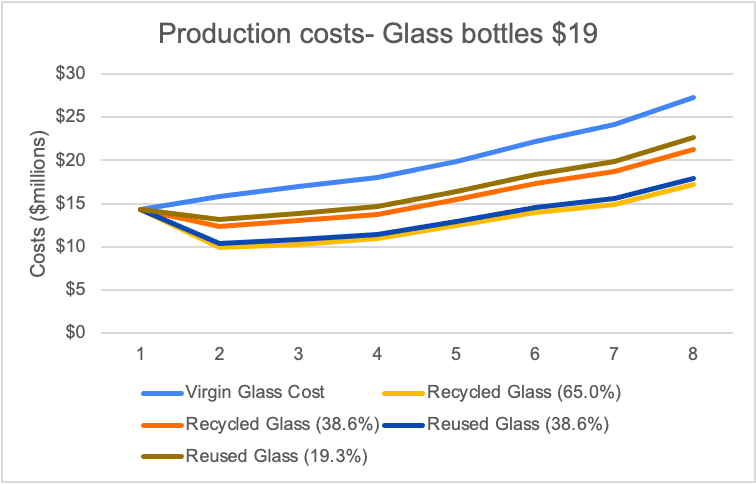 Production costs- Glass bottles $19
$30
$25
$20
$15
$10
$5
$0
Costs ($millions)
1 2 3 4 5 6 7 8
Virgin Glass Cost Recycled Glass (65.0%)
Recycled Glass (38.6%) Reused Glass (38.6%)
Reused Glass (19.3%)